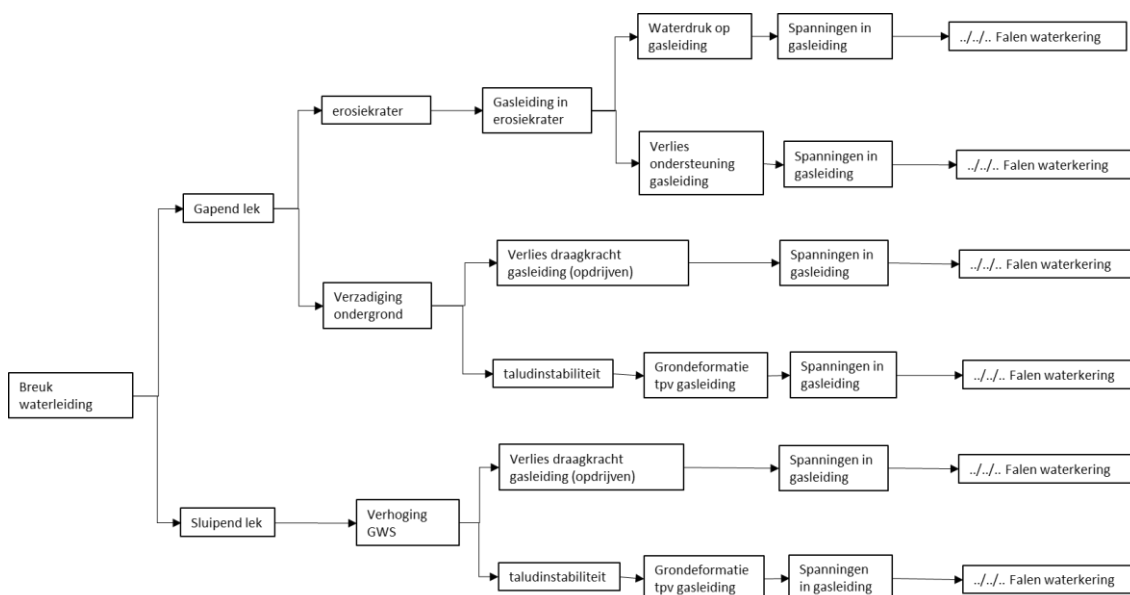 Waterdruk op
gasleiding
Spanningen in
gasleiding
../../.. Falen waterkering
erosiekrater
Gasleiding in
erosiekrater
Verlies
ondersteuning
gasleiding
Spanningen in
gasleiding
../../.. Falen waterkering
Gapend lek
Verlies draagkracht
gasleiding (opdrijven)
Spanningen in
gasleiding
../../.. Falen waterkering
Verzadiging
ondergrond
taludinstabiliteit
Grondeformatie
tpv gasleiding
Spanningen in
gasleiding
../../.. Falen waterkering
Breuk
waterleiding
Verlies draagkracht
gasleiding (opdrijven)
Spanningen in
gasleiding
../../.. Falen waterkering
Sluipend lek
Verhoging
GWS
taludinstabiliteit
Grondeformatie
tpv gasleiding
Spanningen
in gasleiding
../../.. Falen waterkering